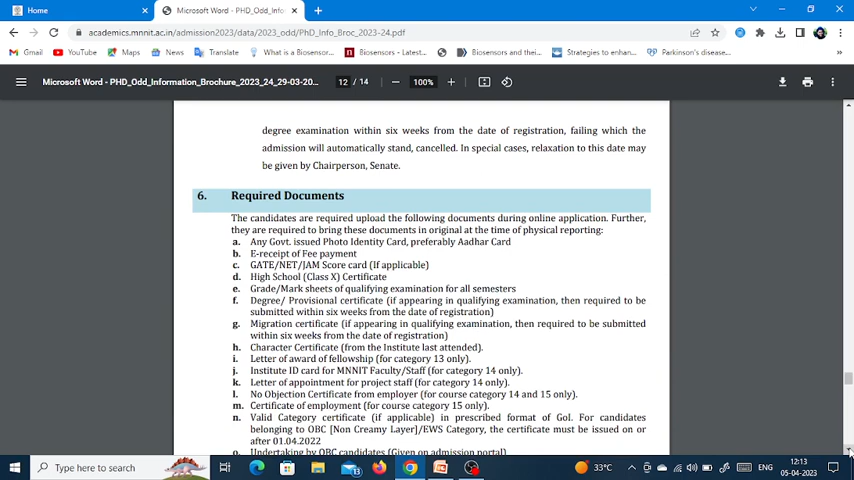 Home
Microsoft Word - PhD_Odd_Info
academics.mnnit.ac.in/admission2023/data/2023_odd/PhD_Info_Broc_2023-24.pdf
Gmail YouTube Maps News Translate What is a Biosensor... Biosensors - Latest... Biosensors and their... Strategies to enhan... Parkinson's disease...
Microsoft Word - PHD_Odd_Information_Brochure_2023_24_29-03-20... 12 / 14 100%
degree examination within six weeks from the date of registration, failing which the
admission will automatically stand, cancelled. In special cases, relaxation to this date may
be given by Chairperson, Senate.
6. Required Documents
The candidates are required upload the following documents during online application. Further,
they are required to bring these documents in original at the time of physical reporting:
a. Any Govt. issued Photo Identity Card, preferably Aadhar Card
b. E-receipt of Fee payment
c. GATE/NET/JAM Score card (If applicable)
d. High School (Class X) Certificate
e. Grade/Mark sheets of qualifying examination for all semesters
f. Degree/ Provisional certificate (if appearing in qualifying examination, then required to be
submitted within six weeks from the date of registration)
g. Migration certificate (if appearing in qualifying examination, then required to be submitted
within six weeks from the date of registration)
h. Character Certificate (from the Institute last attended).
i. Letter of award of fellowship (for category 13 only).
j. Institute ID card for MNNIT Faculty/Staff (for category 14 only).
k. Letter of appointment for project staff (for category 14 only).
l. No Objection Certificate from employer (for course category 14 and 15 only).
m. Certificate of employment (for course category 15 only).
n. Valid Category certificate (if applicable) in prescribed format of GoI. For candidates
belonging to OBC [Non Creamy Layer]/EWS Category, the certificate must be issued on or
after 01.04.2022
o. Undertaking by OBC candidates (Given on admission portal)
Type here to search
33°C
ENG
12:13
05-04-2023